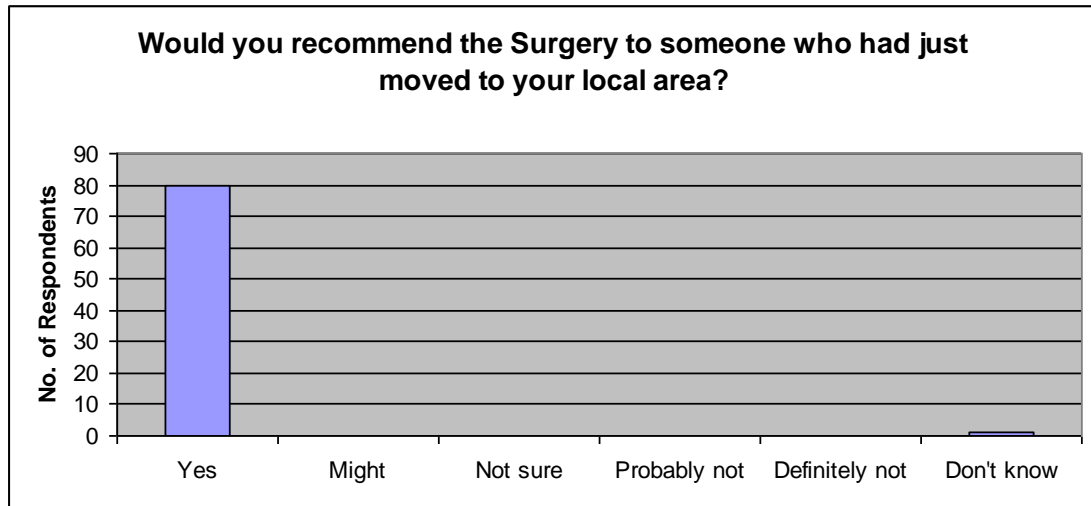 Would you recommend the Surgery to someone who had just
moved to your local area?
No. of Respondents
90
80
70
60
50
40
30
20
10
0
Yes Might Not sure Probably not Definitely not Don't know